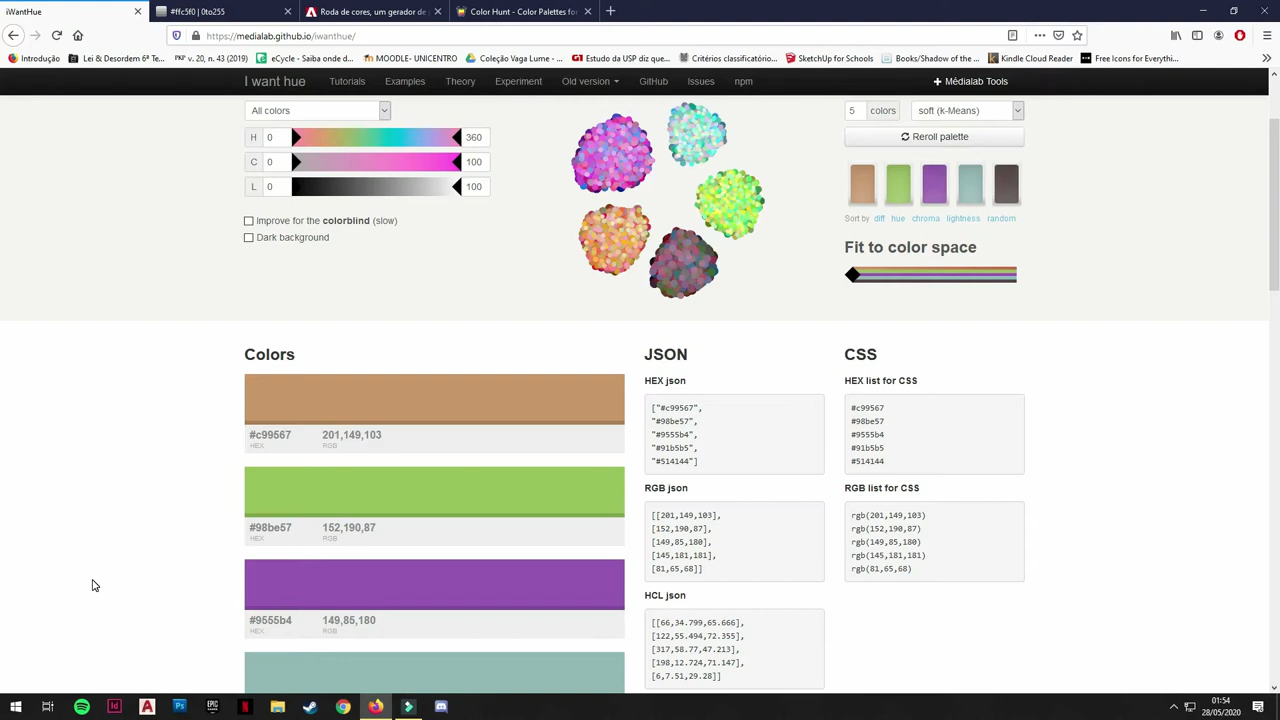 iWantHue
#ffc5f0 | 0to255
Roda de cores, um gerador de
Color Hunt - Color Palettes for
https://medialab.github.io/iwanthue/
Introdução
Lei & Desordem 6ª Te...
PKP v. 20, n. 43 (2019)
eCycle - Saiba onde d...
MOODLE- UNICENTRO
Coleção Vaga Lume - ...
Estudo da USP diz que...
Critérios classificatório...
SketchUp for Schools
Books/Shadow of the...
Kindle Cloud Reader
Free Icons for Everythi...
I want hue
Tutorials
Examples
Theory
Experiment
Old version
GitHub
Issues
npm
Médialab Tools
All colors
H 0 360
C 0 100
L 0 100
Improve for the colorblind (slow)
Dark background
5 colors
soft (k-Means)
Reroll palette
Sort by diff hue chroma lightness random
Fit to color space
Colors
#c99567 201,149,103
HEX RGB
#98be57 152,190,87
HEX RGB
#9555b4 149,85,180
HEX RGB
JSON
HEX json
["#c99567",
"#98be57",
"#9555b4",
"#91b5b5",
"#514144"]
RGB json
[[201,149,103],
[152,190,87],
[149,85,180],
[145,181,181],
[81,65,68]]
HCL json
[[66,34.799,65.666],
[122,55.494,72.355],
[317,58.77,47.213],
[198,12.724,71.147],
[6,7.51,29.28]]
CSS
HEX list for CSS
#c99567
#98be57
#9555b4
#91b5b5
#514144
RGB list for CSS
rgb(201,149,103)
rgb(152,190,87)
rgb(149,85,180)
rgb(145,181,181)
rgb(81,65,68)
01:54
28/05/2020